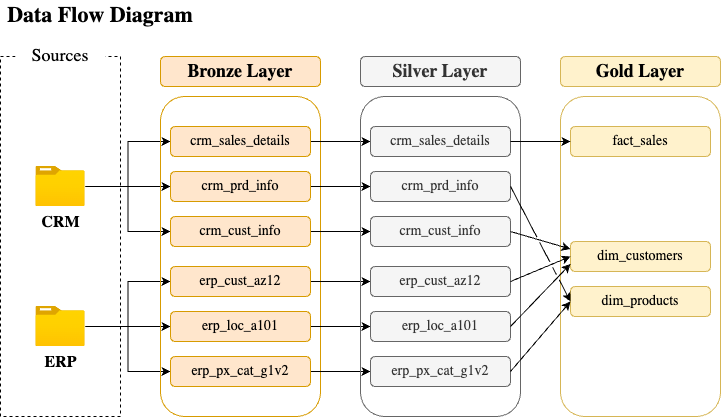 Data Flow Diagram
Sources
Bronze Layer
Silver Layer
Gold Layer
crm_sales_details
crm_sales_details
fact_sales
crm_prd_info
crm_prd_info
CRM
crm_cust_info
crm_cust_info
dim_customers
erp_cust_az12
erp_cust_az12
dim_products
erp_loc_a101
erp_loc_a101
ERP
erp_px_cat_g1v2
erp_px_cat_g1v2